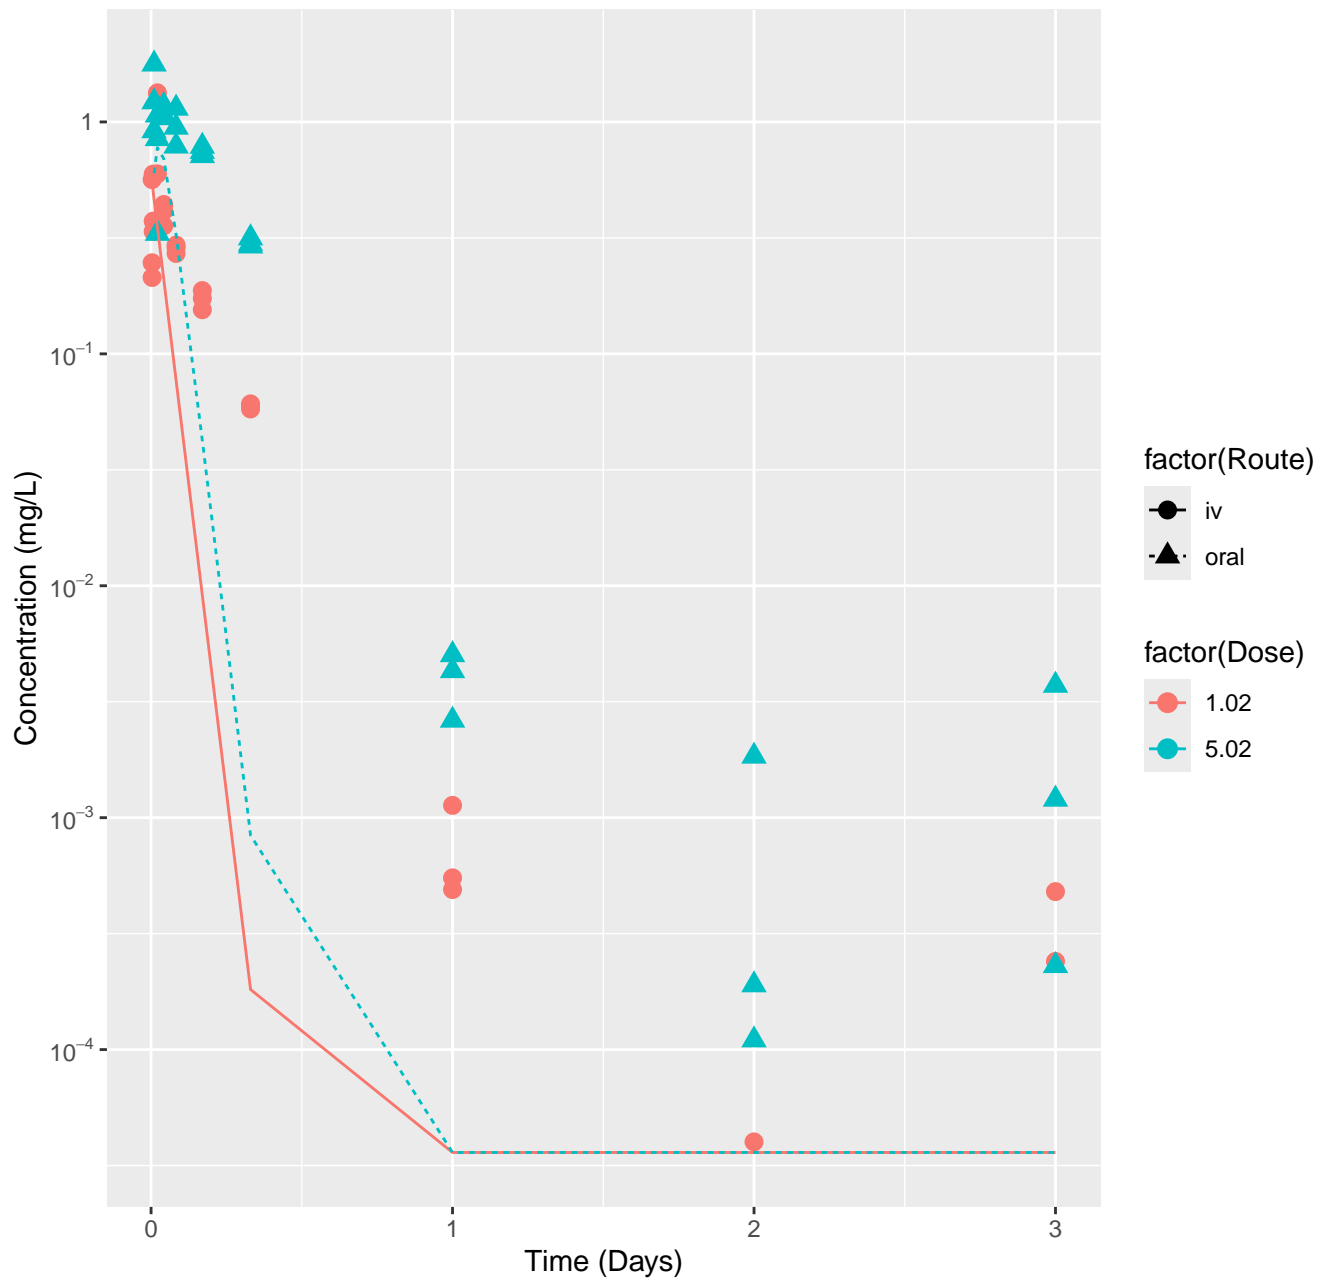 1
10⁻¹
10⁻²
10⁻³
10⁻⁴
Concentration (mg/L)
0
1
2
3
Time (Days)
factor(Route)
iv
oral
factor(Dose)
1.02
5.02